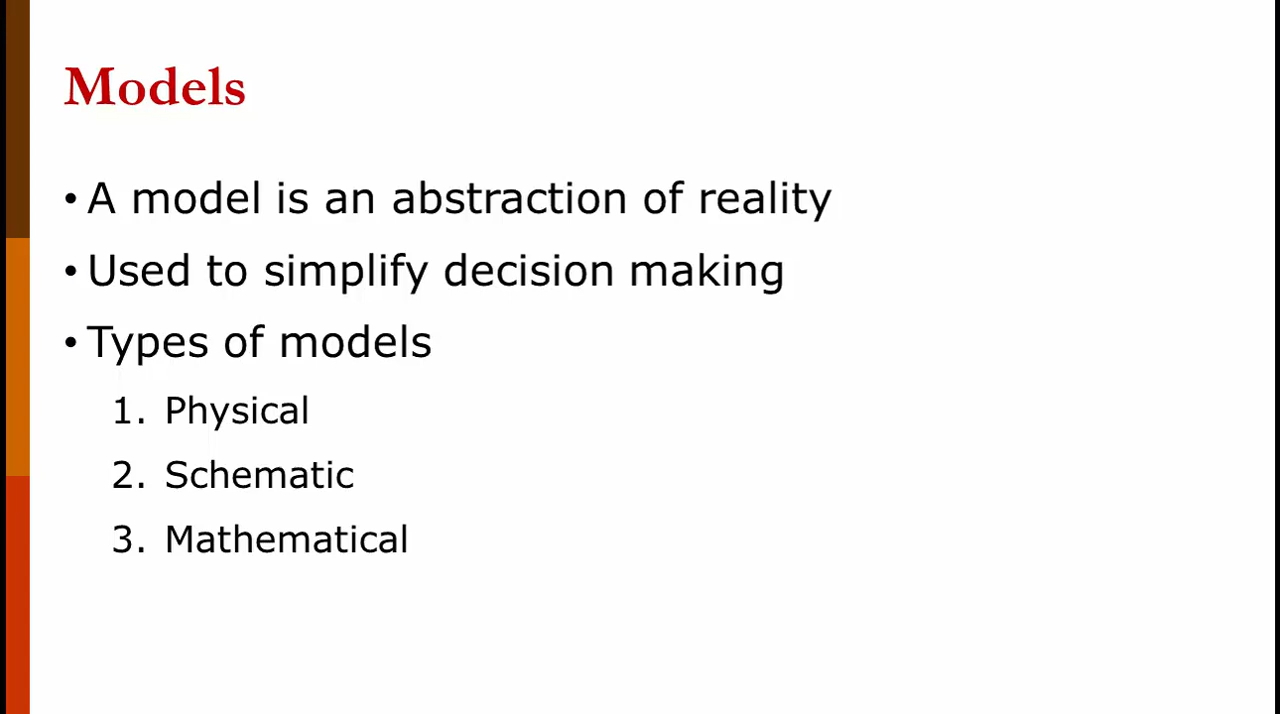 Models
• A model is an abstraction of reality
• Used to simplify decision making
• Types of models
1. Physical
2. Schematic
3. Mathematical